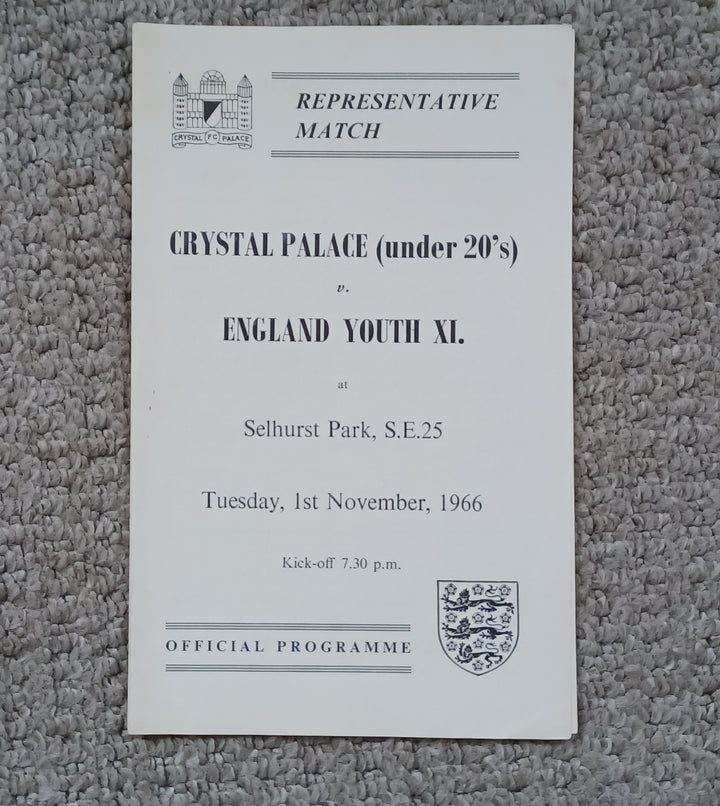 CRYSTAL F C PALACE
REPRESENTATIVE
MATCH
CRYSTAL PALACE (under 20's)
v.
ENGLAND YOUTH XI.
at
Selhurst Park, S.E.25
Tuesday, 1st November, 1966
Kick-off 7.30 p.m.
OFFICIAL PROGRAMME